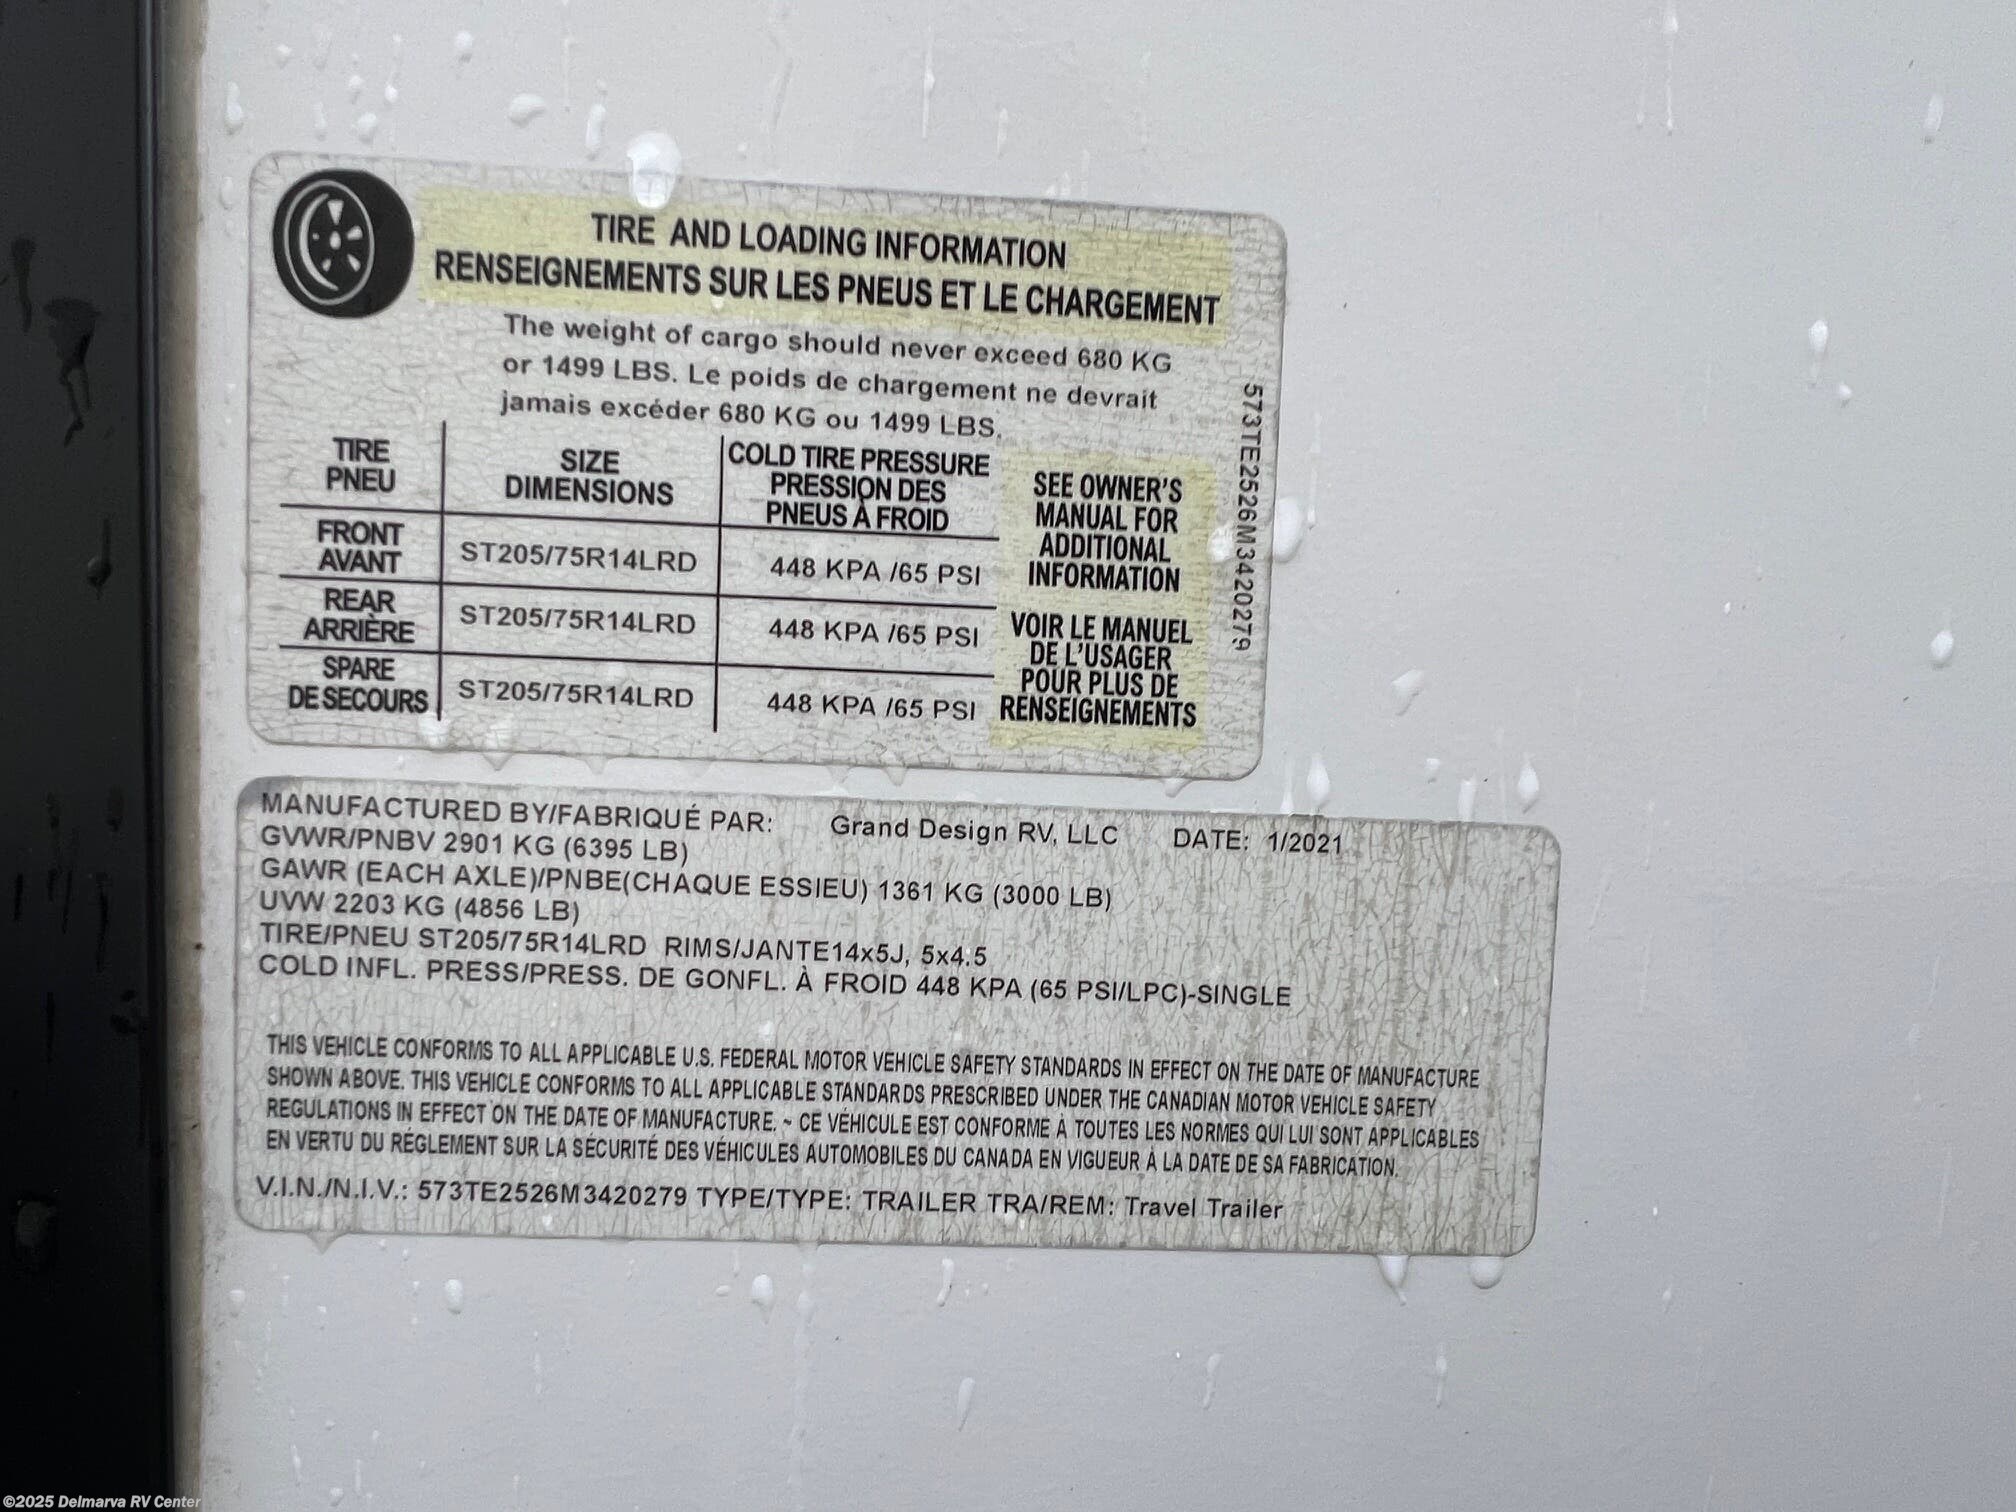 TIRE AND LOADING INFORMATION
RENSEIGNEMENTS SUR LES PNEUS ET LE CHARGEMENT
The weight of cargo should never exceed 680 KG
or 1499 LBS. Le poids de chargement ne devrait
jamais excéder 680 KG ou 1499 LBS.
TIRE
PNEU
SIZE
DIMENSIONS
COLD TIRE PRESSURE
PRESSION DES
PNEUS À FROID
FRONT
AVANT
ST205/75R14LRD
448 KPA /65 PSI
REAR
ARRIÈRE
ST205/75R14LRD
448 KPA /65 PSI
SPARE
DE SECOURS
ST205/75R14LRD
448 KPA /65 PSI
SEE OWNER'S
MANUAL FOR
ADDITIONAL
INFORMATION
VOIR LE MANUEL
DE L'USAGER
POUR PLUS DE
RENSEIGNEMENTS
573TE2526M3420279
MANUFACTURED BY/FABRIQUÉ PAR: Grand Design RV, LLC DATE: 1/2021
GVWR/PNBV 2901 KG (6395 LB)
GAWR (EACH AXLE)/PNBE(CHAQUE ESSIEU) 1361 KG (3000 LB)
UVW 2203 KG (4856 LB)
TIRE/PNEU ST205/75R14LRD RIMS/JANTE14x5J, 5x4.5
COLD INFL. PRESS/PRESS. DE GONFL. À FROID 448 KPA (65 PSI/LPC)-SINGLE
THIS VEHICLE CONFORMS TO ALL APPLICABLE U.S. FEDERAL MOTOR VEHICLE SAFETY STANDARDS IN EFFECT ON THE DATE OF MANUFACTURE
SHOWN ABOVE. THIS VEHICLE CONFORMS TO ALL APPLICABLE STANDARDS PRESCRIBED UNDER THE CANADIAN MOTOR VEHICLE SAFETY
REGULATIONS IN EFFECT ON THE DATE OF MANUFACTURE. ~ CE VÉHICULE EST CONFORME À TOUTES LES NORMES QUI LUI SONT APPLICABLES
EN VERTU DU RÉGLEMENT SUR LA SÉCURITÉ DES VÉHICULES AUTOMOBILES DU CANADA EN VIGUEUR À LA DATE DE SA FABRICATION.
V.I.N./N.I.V.: 573TE2526M3420279 TYPE/TYPE: TRAILER TRA/REM: Travel Trailer
©2025 Delmarva RV Center